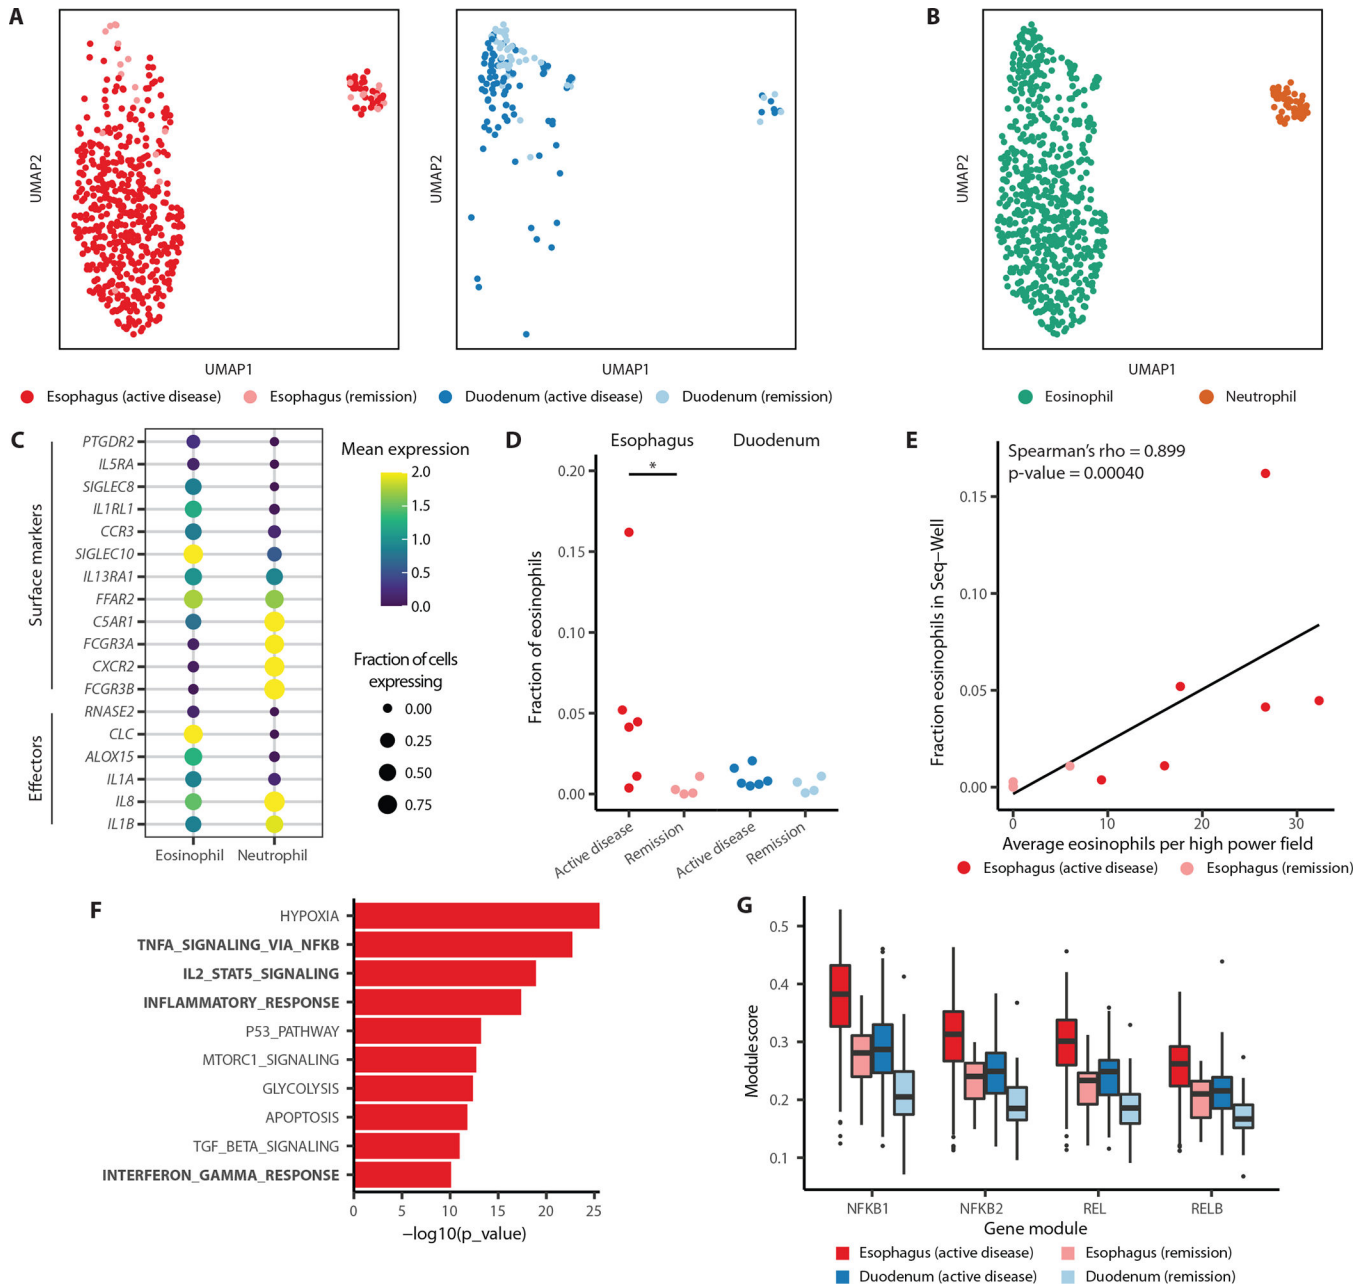 A
B
UMAP2
UMAP2
UMAP2
UMAP1
UMAP1
UMAP1
Esophagus (active disease)
Esophagus (remission)
Duodenum (active disease)
Duodenum (remission)
Eosinophil
Neutrophil
C
Surface markers
Effectors
PTGDR2
IL5RA
SIGLEC8
IL1RL1
CCR3
SIGLEC10
IL13RA1
FFAR2
C5AR1
FCGR3A
CXCR2
FCGR3B
RNASE2
CLC
ALOX15
IL1A
IL8
IL1B
Eosinophil
Neutrophil
Mean expression
2.0
1.5
1.0
0.5
0.0
Fraction of cells
expressing
0.00
0.25
0.50
0.75
D
Esophagus
Duodenum
*
Fraction of eosinophils
0.20
0.15
0.10
0.05
0.00
Active disease
Remission
Active disease
Remission
E
Spearman's rho = 0.899
p-value = 0.00040
Fraction eosinophils in Seq−Well
0.15
0.10
0.05
0.00
0
10
20
30
Average eosinophils per high power field
Esophagus (active disease)
Esophagus (remission)
F
HYPOXIA
TNFA_SIGNALING_VIA_NFKB
IL2_STAT5_SIGNALING
INFLAMMATORY_RESPONSE
P53_PATHWAY
MTORC1_SIGNALING
GLYCOLYSIS
APOPTOSIS
TGF_BETA_SIGNALING
INTERFERON_GAMMA_RESPONSE
0
5
10
15
20
25
−log10(p_value)
G
Module score
0.5
0.4
0.3
0.2
0.1
NFKB1
NFKB2
REL
RELB
Gene module
Esophagus (active disease)
Esophagus (remission)
Duodenum (active disease)
Duodenum (remission)